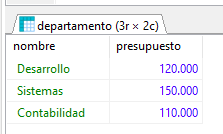 departamento (3r × 2c)
nombre presupuesto
Desarrollo 120.000
Sistemas 150.000
Contabilidad 110.000